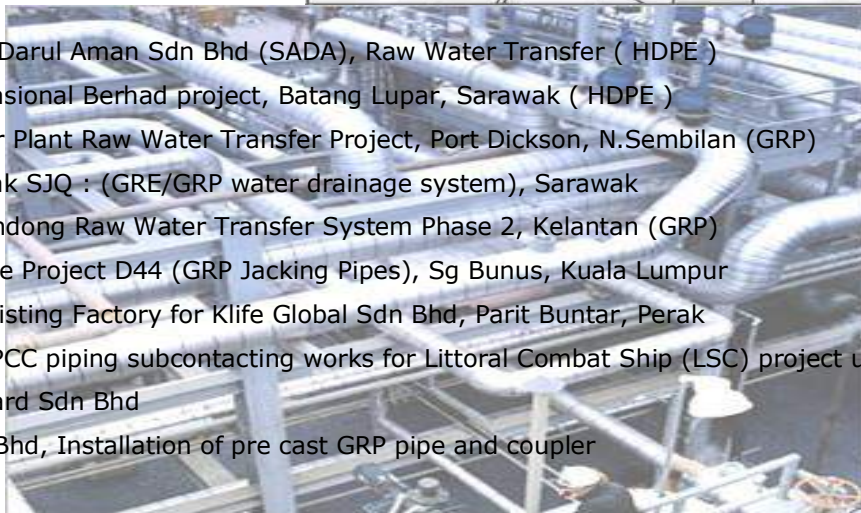 Darul Aman Sdn Bhd (SADA), Raw Water Transfer ( HDPE )
nsional Berhad project, Batang Lupar, Sarawak ( HDPE )
r Plant Raw Water Transfer Project, Port Dickson, N.Sembilan (GRP)
ak SJQ : (GRE/GRP water drainage system), Sarawak
ndong Raw Water Transfer System Phase 2, Kelantan (GRP)
e Project D44 (GRP Jacking Pipes), Sg Bunus, Kuala Lumpur
isting Factory for Klife Global Sdn Bhd, Parit Buntar, Perak
PCC piping subcontacting works for Littoral Combat Ship (LSC) project u
ard Sdn Bhd
Bhd, Installation of pre cast GRP pipe and coupler